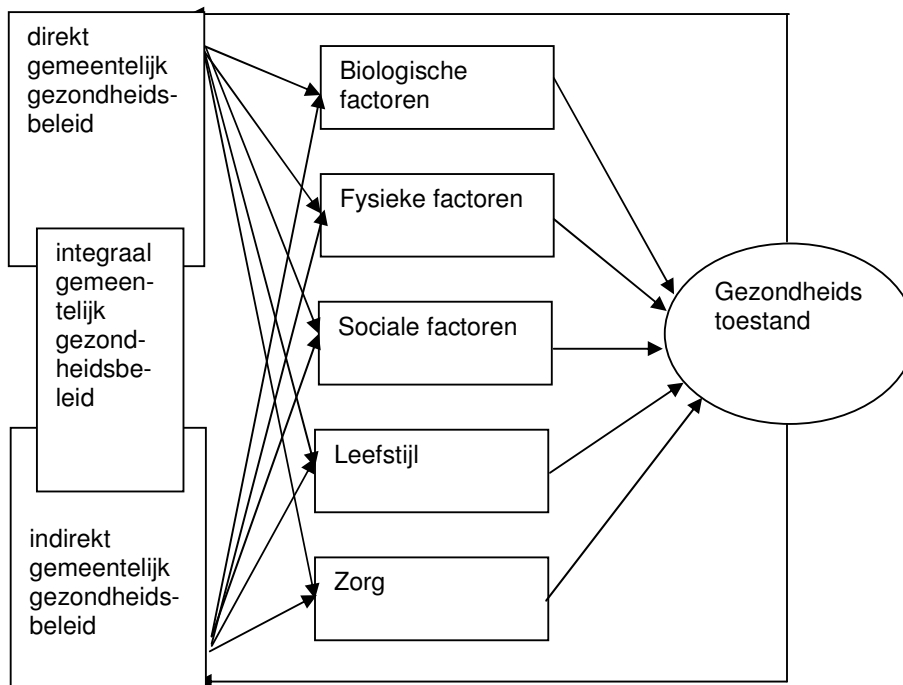 direkt
gemeentelijk
gezondheids-
beleid
integraal
gemeen-
telijk
gezond-
heidsbe-
leid
indirekt
gemeentelijk
gezondheids-
beleid
Biologische
factoren
Fysieke factoren
Sociale factoren
Leefstijl
Zorg
Gezondheids
toestand